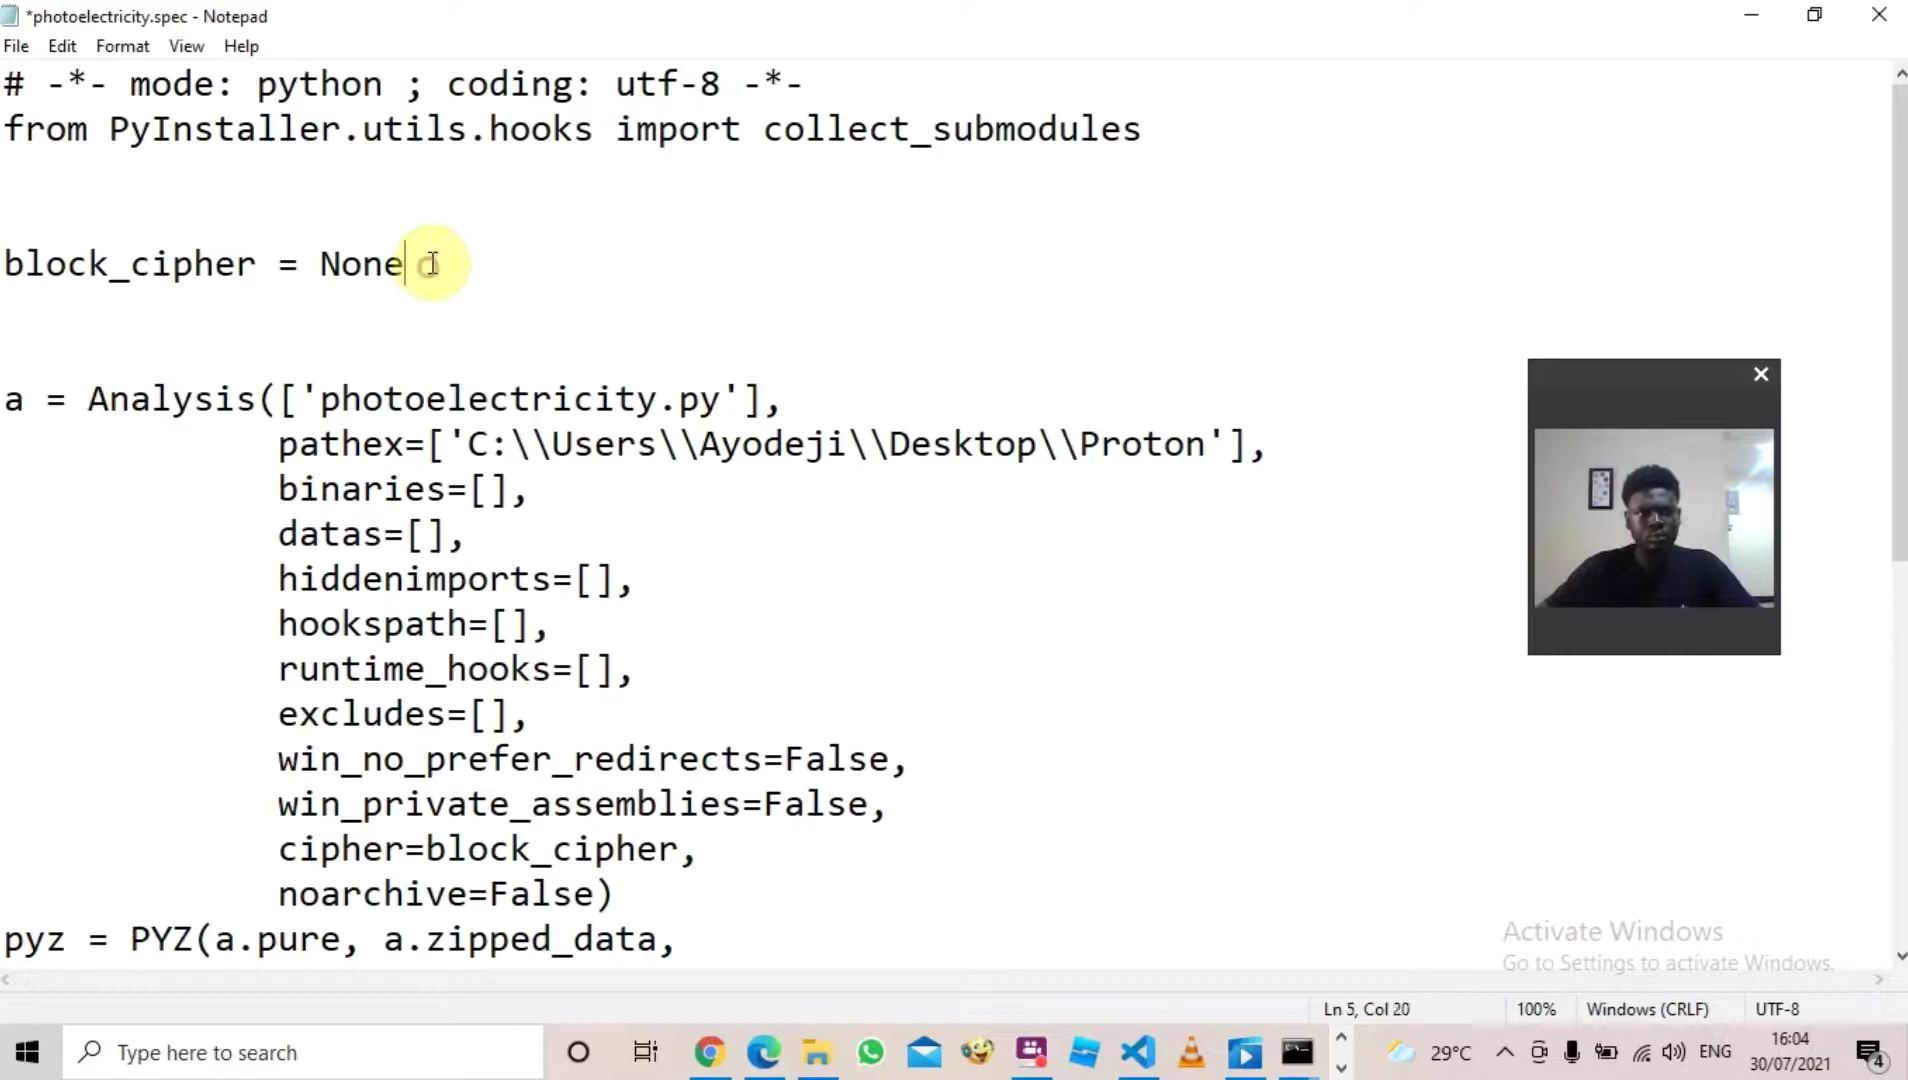 *photoelectricity.spec - Notepad
File Edit Format View Help
# -*- mode: python ; coding: utf-8 -*-
from PyInstaller.utils.hooks import collect_submodules
block_cipher = None
a = Analysis(['photoelectricity.py'],
pathex=['C:\\Users\\Ayodeji\\Desktop\\Proton'],
binaries=[],
datas=[],
hiddenimports=[],
hookspath=[],
runtime_hooks=[],
excludes=[],
win_no_prefer_redirects=False,
win_private_assemblies=False,
cipher=block_cipher,
noarchive=False)
pyz = PYZ(a.pure, a.zipped_data,
Activate Windows
Go to Settings to activate Windows.
Ln 5, Col 20 100% Windows (CRLF) UTF-8
Type here to search
29°C ENG
16:04
30/07/2021
4